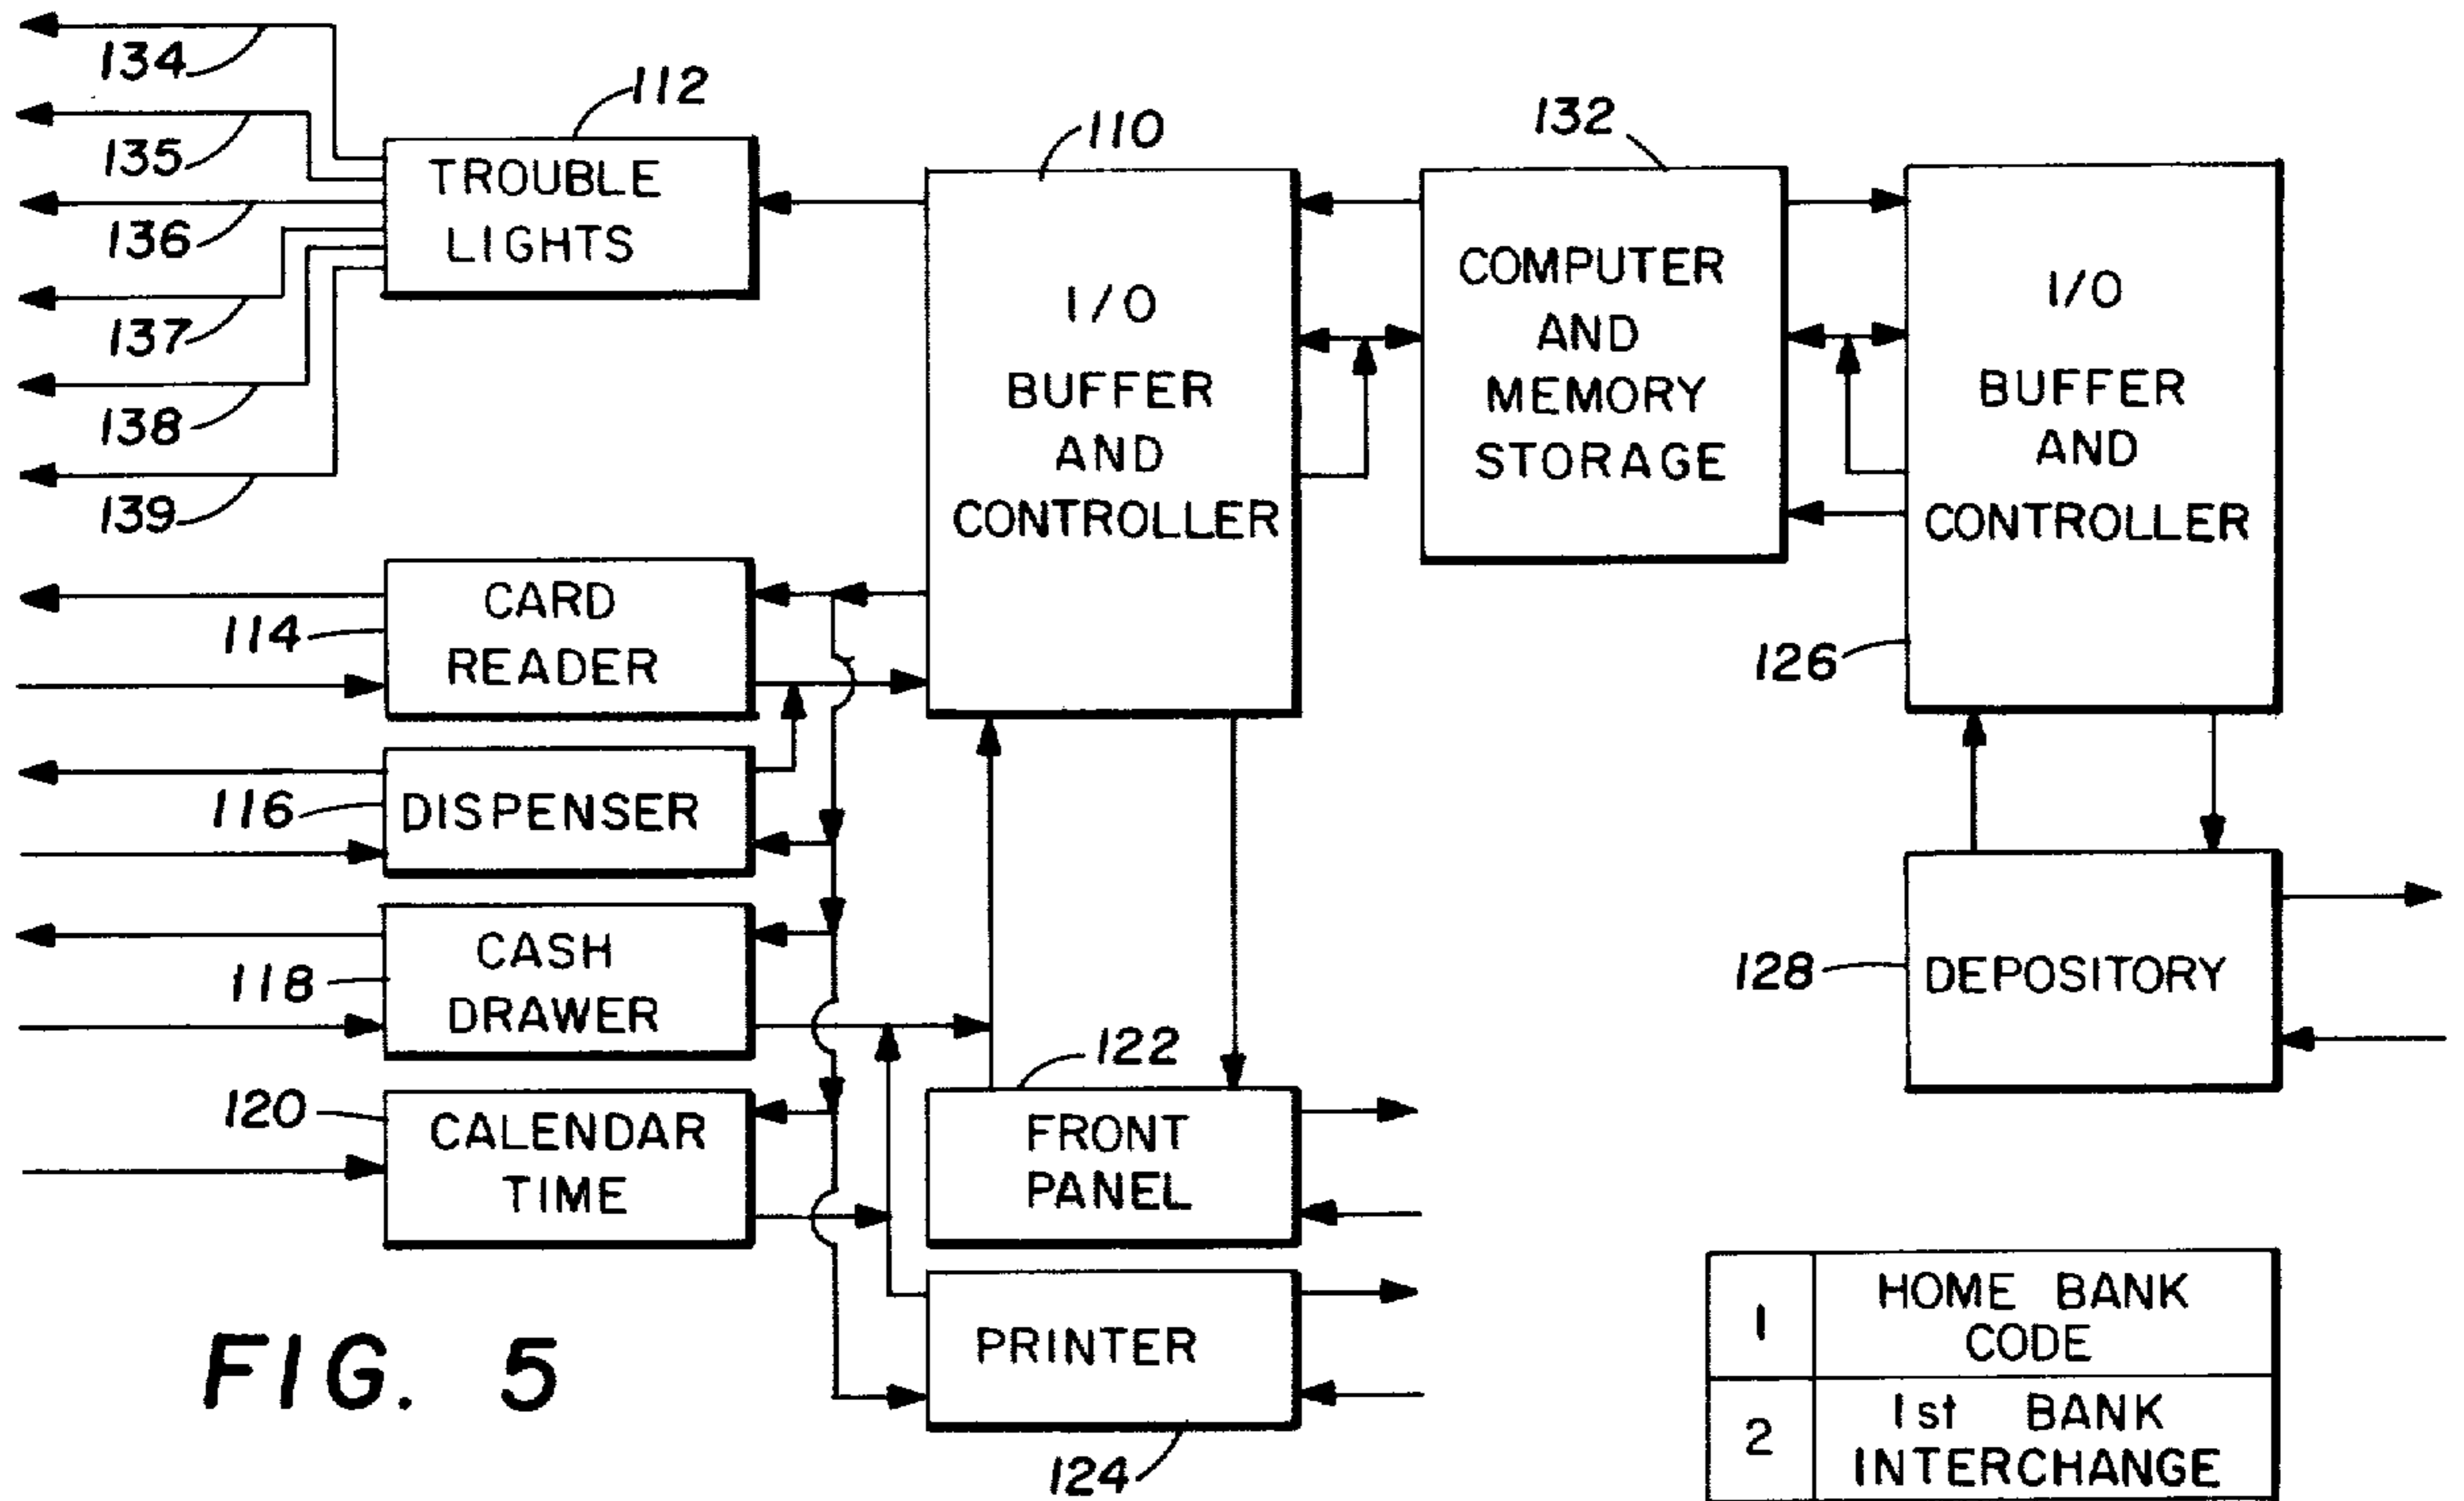 134
135
136
137
138
139
112
TROUBLE
LIGHTS
110
I/O
BUFFER
AND
CONTROLLER
132
COMPUTER
AND
MEMORY
STORAGE
I/O
BUFFER
AND
CONTROLLER
126
114
CARD
READER
116
DISPENSER
118
CASH
DRAWER
120
CALENDAR
TIME
122
FRONT
PANEL
PRINTER
124
128
DEPOSITORY
FIG. 5
1 HOME BANK
CODE
2 1st BANK
INTERCHANGE